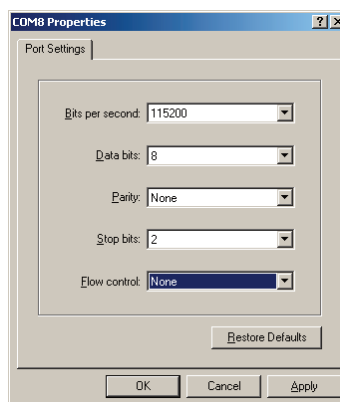 COM8 Properties
Port Settings
Bits per second: 115200
Data bits: 8
Parity: None
Stop bits: 2
Flow control: None
Restore Defaults
OK Cancel Apply